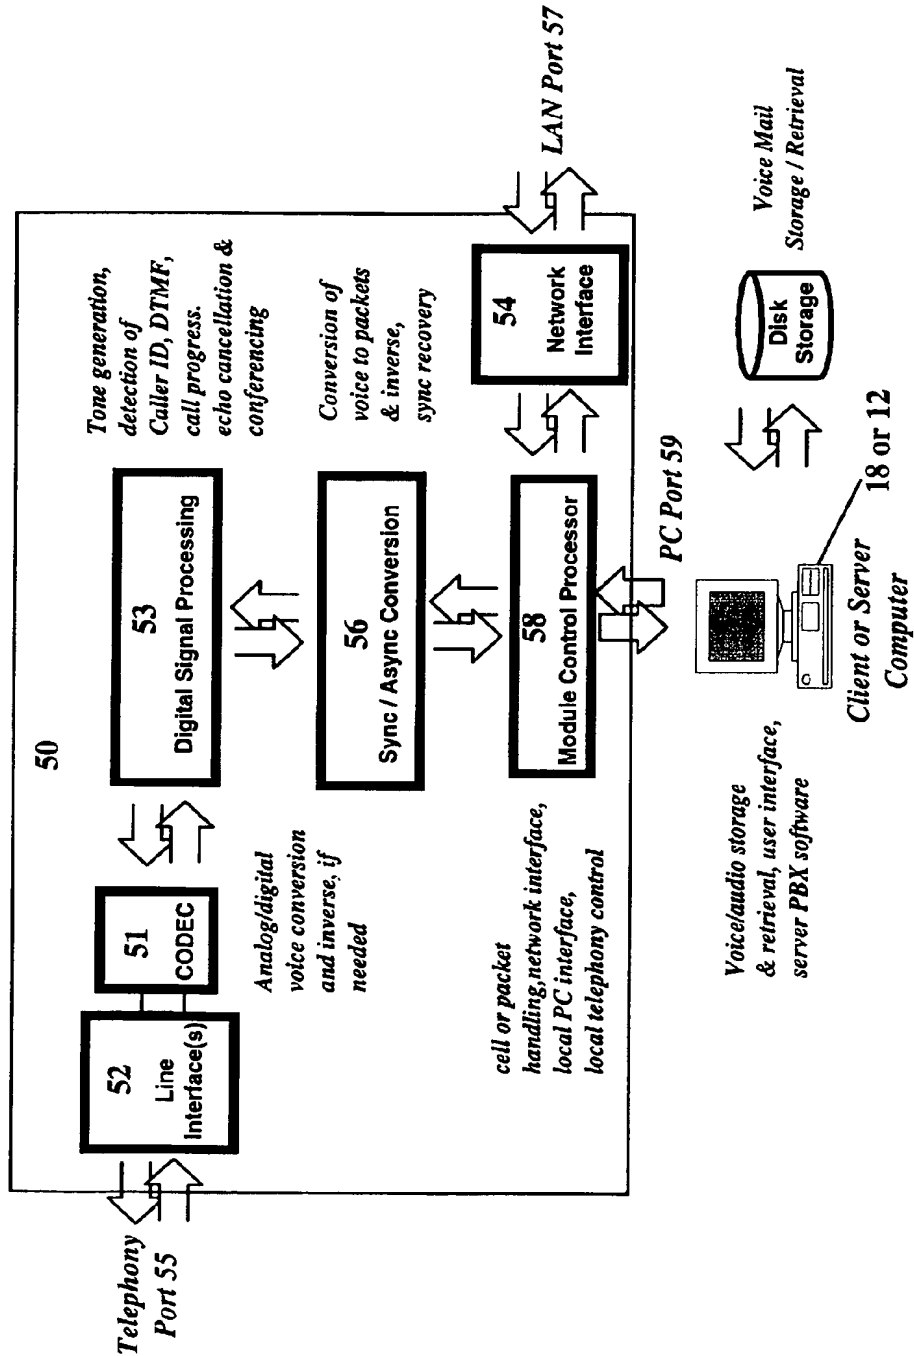 50
Telephony
Port 55
52
Line
Interface(s)
51
CODEC
Analog/digital
voice conversion
and inverse, if
needed
53
Digital Signal Processing
Tone generation,
detection of
Caller ID, DTMF,
call progress.
echo cancellation &
conferencing
56
Sync / Async Conversion
Conversion of
voice to packets
& inverse,
sync recovery
58
Module Control Processor
cell or packet
handling,network interface,
local PC interface,
local telephony control
54
Network
Interface
LAN Port 57
PC Port 59
Voice/audio storage
& retrieval, user interface,
server PBX software
Client or Server
Computer
18 or 12
Disk
Storage
Voice Mail
Storage / Retrieval